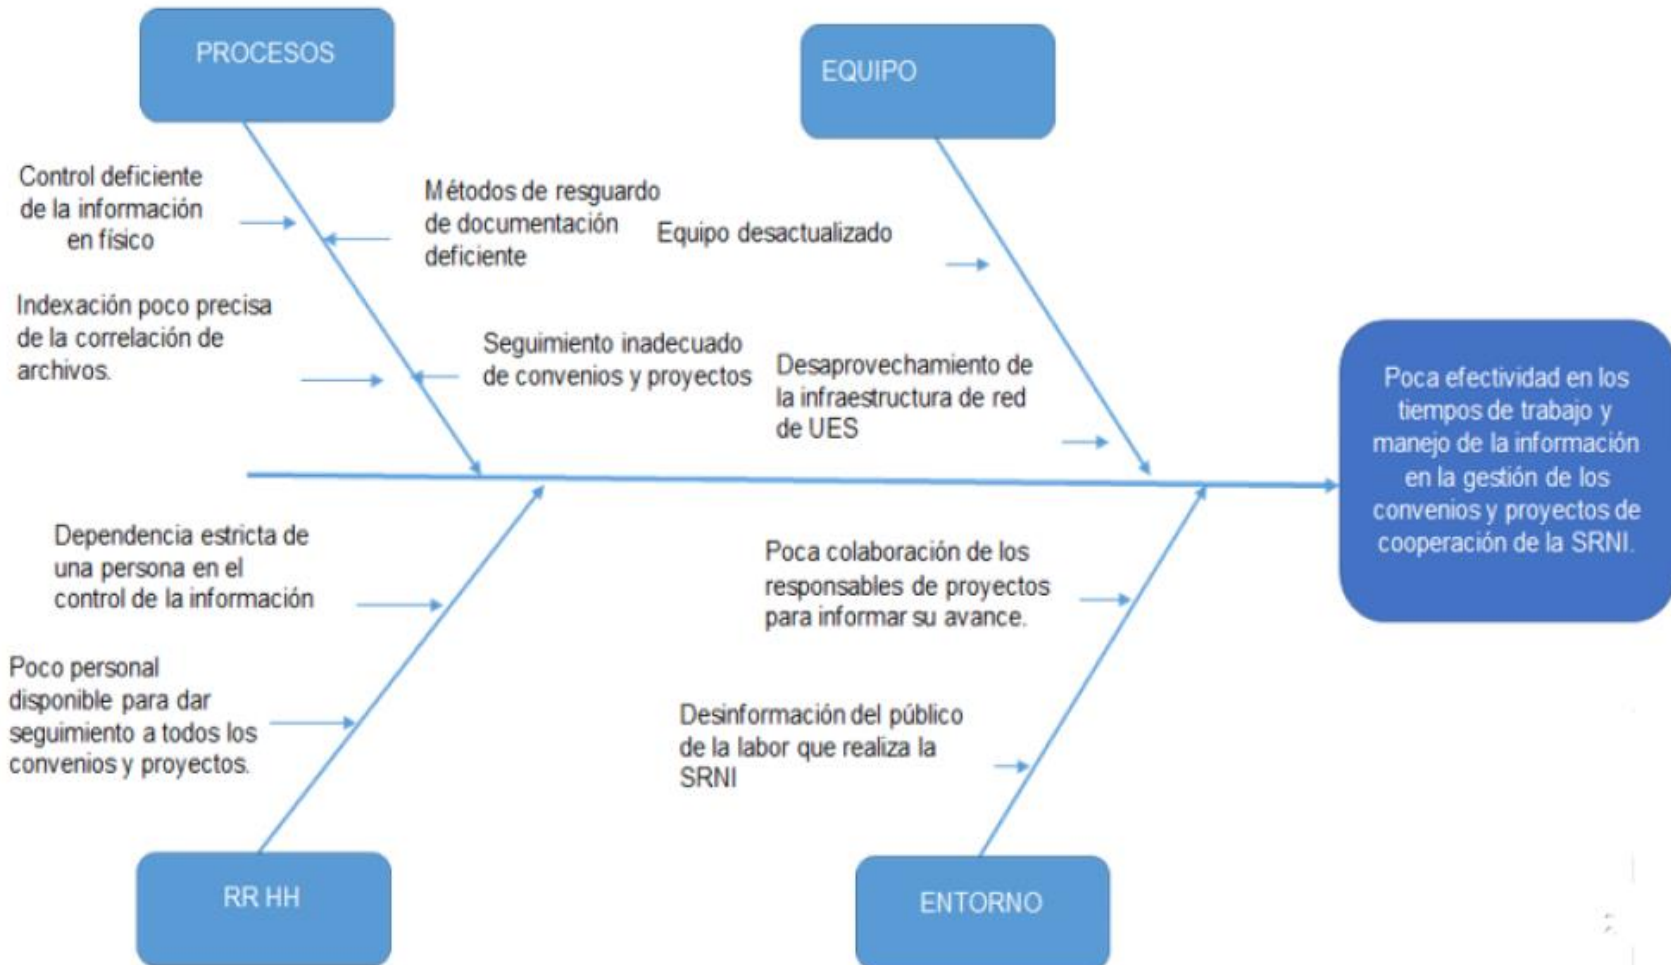 PROCESOS
EQUIPO
Control deficiente
de la información
en físico
Métodos de resguardo
de documentación
deficiente
Equipo desactualizado
Indexación poco precisa
de la correlación de
archivos.
Seguimiento inadecuado
de convenios y proyectos
Desaprovechamiento de
la infraestructura de red
de UES
Poca efectividad en los
tiempos de trabajo y
manejo de la información
en la gestión de los
convenios y proyectos de
cooperación de la SRNI.
Dependencia estricta de
una persona en el
control de la información
Poca colaboración de los
responsables de proyectos
para informar su avance.
Poco personal
disponible para dar
seguimiento a todos los
convenios y proyectos.
Desinformación del público
de la labor que realiza la
SRNI
RR HH
ENTORNO